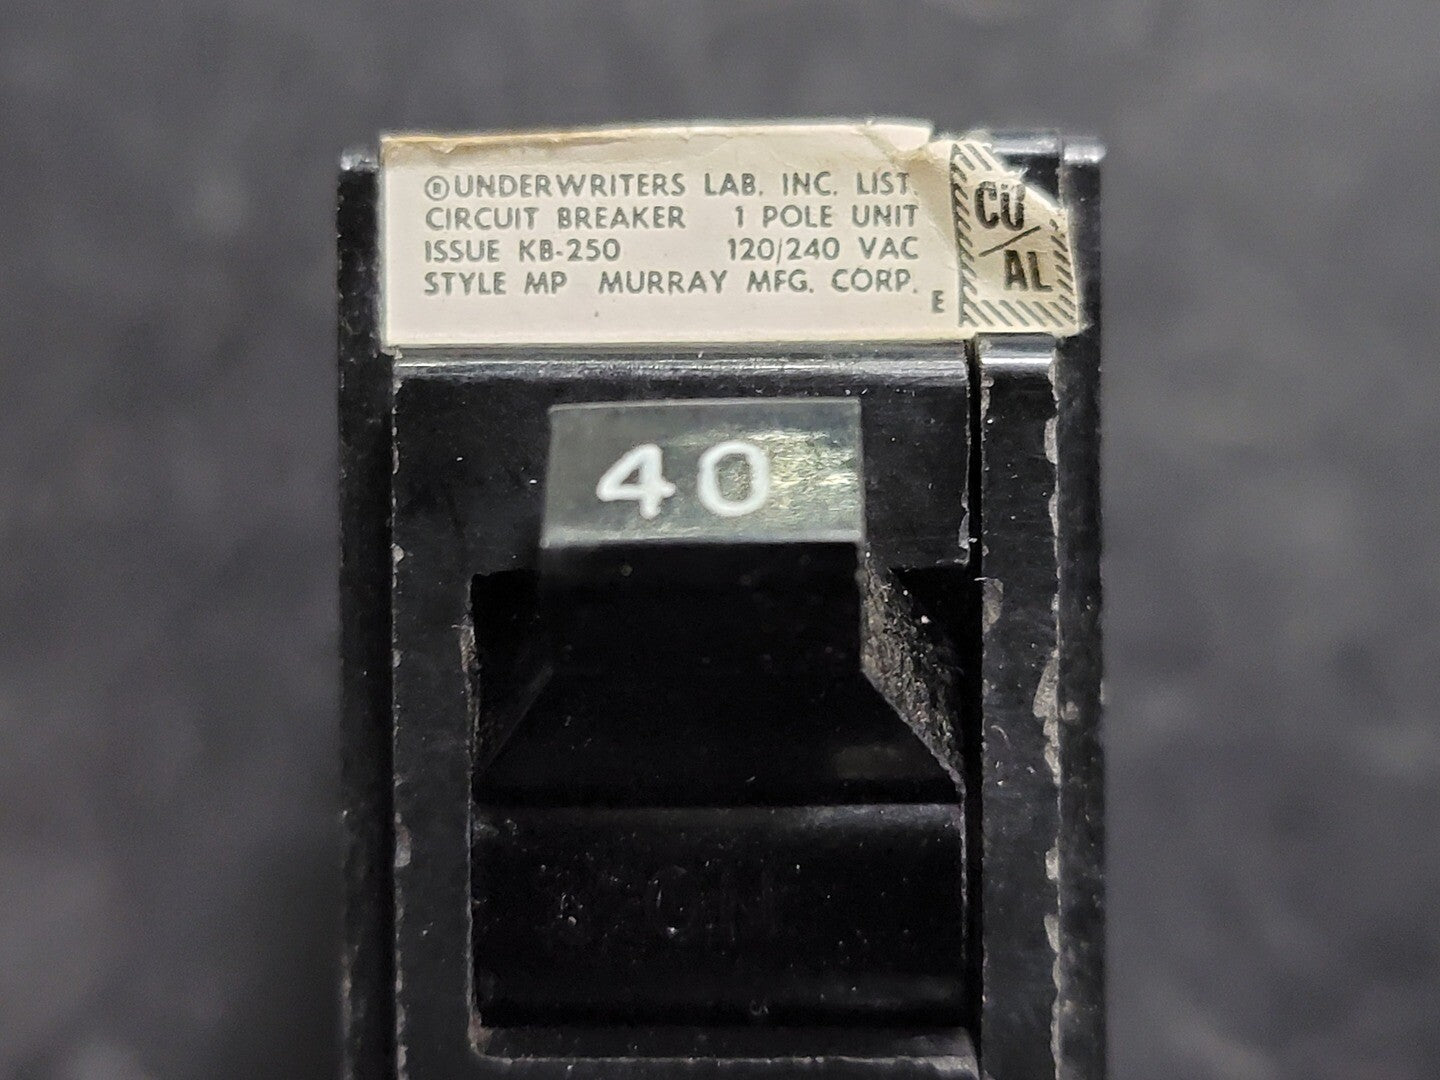 ®UNDERWRITERS LAB. INC. LIST.
CIRCUIT BREAKER 1 POLE UNIT
ISSUE KB-250 120/240 VAC
STYLE MP MURRAY MFG. CORP.
E
CU/AL
40
ON